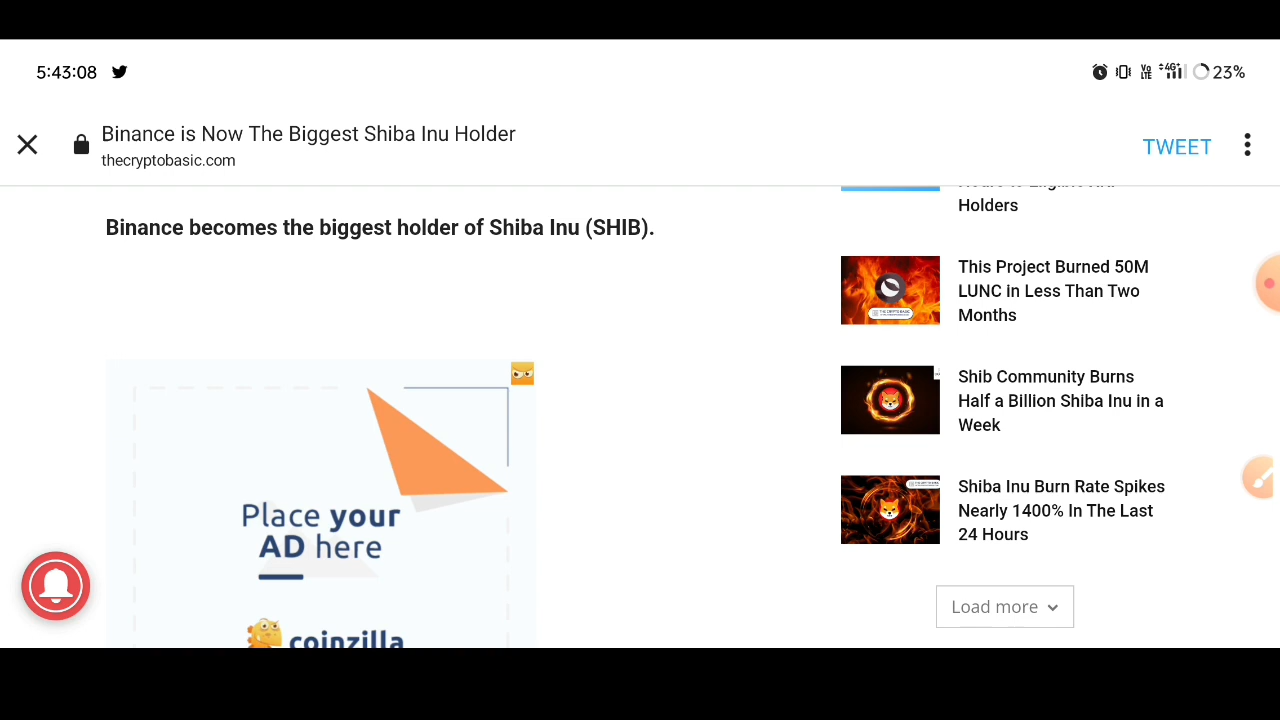 5:43:08
Vo LTE 4G+ 23%
Binance is Now The Biggest Shiba Inu Holder
thecryptobasic.com
TWEET
Binance becomes the biggest holder of Shiba Inu (SHIB).
Holders
This Project Burned 50M
LUNC in Less Than Two
Months
Shib Community Burns
Half a Billion Shiba Inu in a
Week
Shiba Inu Burn Rate Spikes
Nearly 1400% In The Last
24 Hours
Load more
Place your
AD here
coinzilla